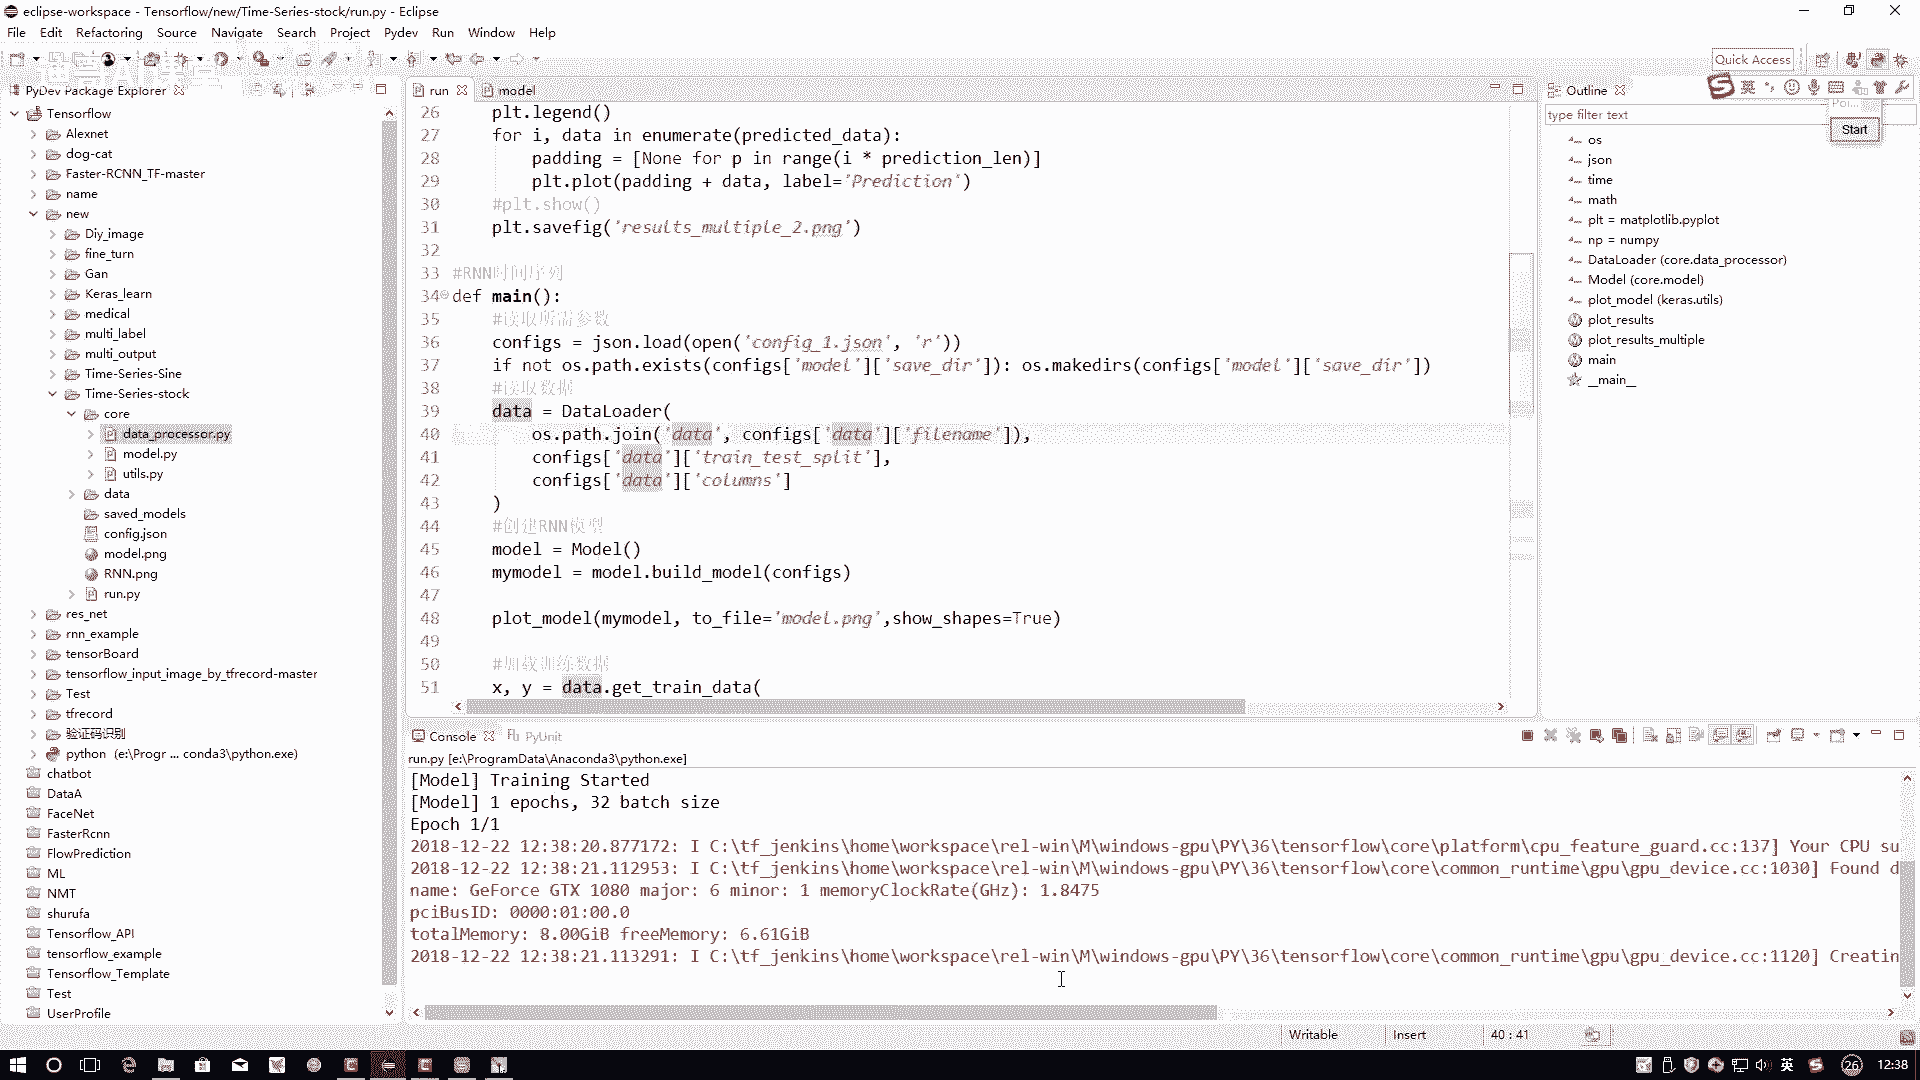 eclipse-workspace - Tensorflow/new/Time-Series-stock/run.py - Eclipse
File Edit Refactoring Source Navigate Search Project Pydev Run Window Help
Quick Access
PyDev Package Explorer
Tensorflow
Alexnet
dog-cat
Faster-RCNN_TF-master
name
new
Diy_image
fine_turn
Gan
Keras_learn
medical
multi_label
multi_output
Time-Series-Sine
Time-Series-stock
core
data_processor.py
model.py
utils.py
data
saved_models
config.json
model.png
RNN.png
run.py
res_net
rnn_example
tensorBoard
tensorflow_input_image_by_tfrecord-master
Test
tfrecord
验证码识别
python (e:\Progr ... conda3\python.exe)
chatbot
DataA
FaceNet
FasterRcnn
FlowPrediction
ML
NMT
shurufa
Tensorflow_API
tensorflow_example
Tensorflow_Template
Test
UserProfile
run model
26 plt.legend()
27 for i, data in enumerate(predicted_data):
28 padding = [None for p in range(i * prediction_len)]
29 plt.plot(padding + data, label='Prediction')
30 #plt.show()
31 plt.savefig('results_multiple_2.png')
32
33 #RNN时间序列
34 def main():
35 #读取所需参数
36 configs = json.load(open('config_1.json', 'r'))
37 if not os.path.exists(configs['model']['save_dir']): os.makedirs(configs['model']['save_dir'])
38 #读取数据
39 data = DataLoader(
40 os.path.join('data', configs['data']['filename']),
41 configs['data']['train_test_split'],
42 configs['data']['columns']
43 )
44 #创建RNN模型
45 model = Model()
46 mymodel = model.build_model(configs)
47
48 plot_model(mymodel, to_file='model.png',show_shapes=True)
49
50 #加载训练数据
51 x, y = data.get_train_data(
Outline
type filter text
英
Start
os
json
time
math
plt = matplotlib.pyplot
np = numpy
DataLoader (core.data_processor)
Model (core.model)
plot_model (keras.utils)
plot_results
plot_results_multiple
main
__main__
Console PyUnit
run.py [e:\ProgramData\Anaconda3\python.exe]
[Model] Training Started
[Model] 1 epochs, 32 batch size
Epoch 1/1
2018-12-22 12:38:20.877172: I C:\tf_jenkins\home\workspace\rel-win\M\windows-gpu\PY\36\tensorflow\core\platform\cpu_feature_guard.cc:137] Your CPU su
2018-12-22 12:38:21.112953: I C:\tf_jenkins\home\workspace\rel-win\M\windows-gpu\PY\36\tensorflow\core\common_runtime\gpu\gpu_device.cc:1030] Found d
name: GeForce GTX 1080 major: 6 minor: 1 memoryClockRate(GHz): 1.8475
pciBusID: 0000:01:00.0
totalMemory: 8.00GiB freeMemory: 6.61GiB
2018-12-22 12:38:21.113291: I C:\tf_jenkins\home\workspace\rel-win\M\windows-gpu\PY\36\tensorflow\core\common_runtime\gpu\gpu_device.cc:1120] Creatin
Writable Insert 40 : 41
英 26 12:38